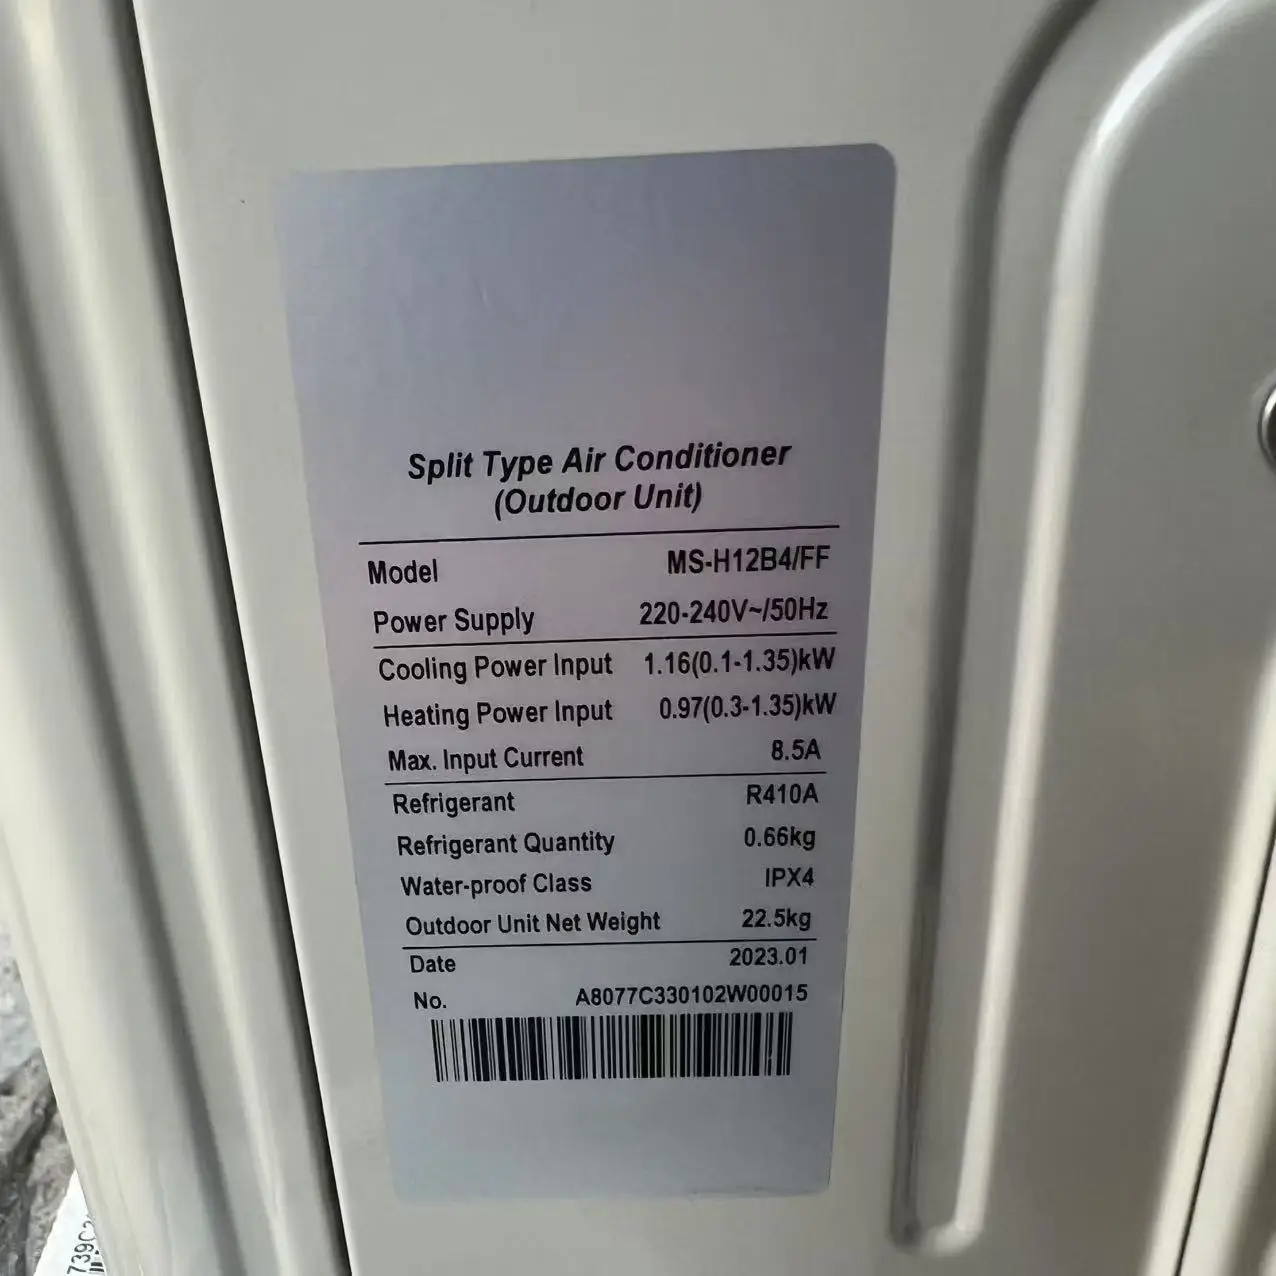 Split Type Air Conditioner
(Outdoor Unit)
Model MS-H12B4/FF
Power Supply 220-240V~/50Hz
Cooling Power Input 1.16(0.1-1.35)kW
Heating Power Input 0.97(0.3-1.35)kW
Max. Input Current 8.5A
Refrigerant R410A
Refrigerant Quantity 0.66kg
Water-proof Class IPX4
Outdoor Unit Net Weight 22.5kg
Date 2023.01
No. A8077C330102W00015